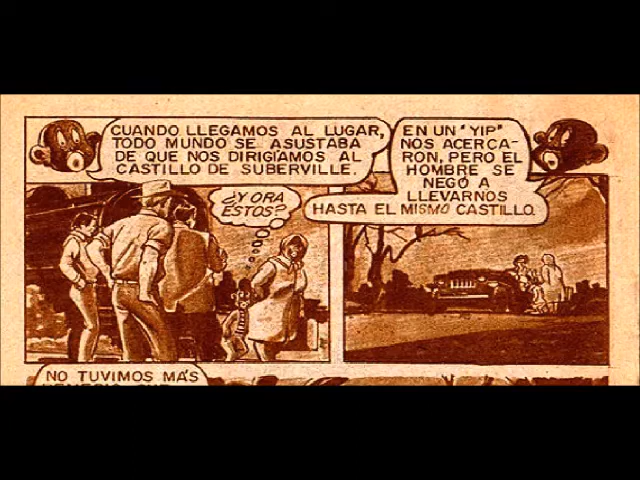 CUANDO LLEGAMOS AL LUGAR,
TODO MUNDO SE ASUSTABA
DE QUE NOS DIRIGÍAMOS AL
CASTILLO DE SUBERVILLE.
EN UN "YIP"
NOS ACERCA-
RON, PERO EL
HOMBRE SE
NEGÓ A
LLEVARNOS
HASTA EL MISMO CASTILLO.
¿Y ORA
ÉSTOS?
NO TUVIMOS MÁS